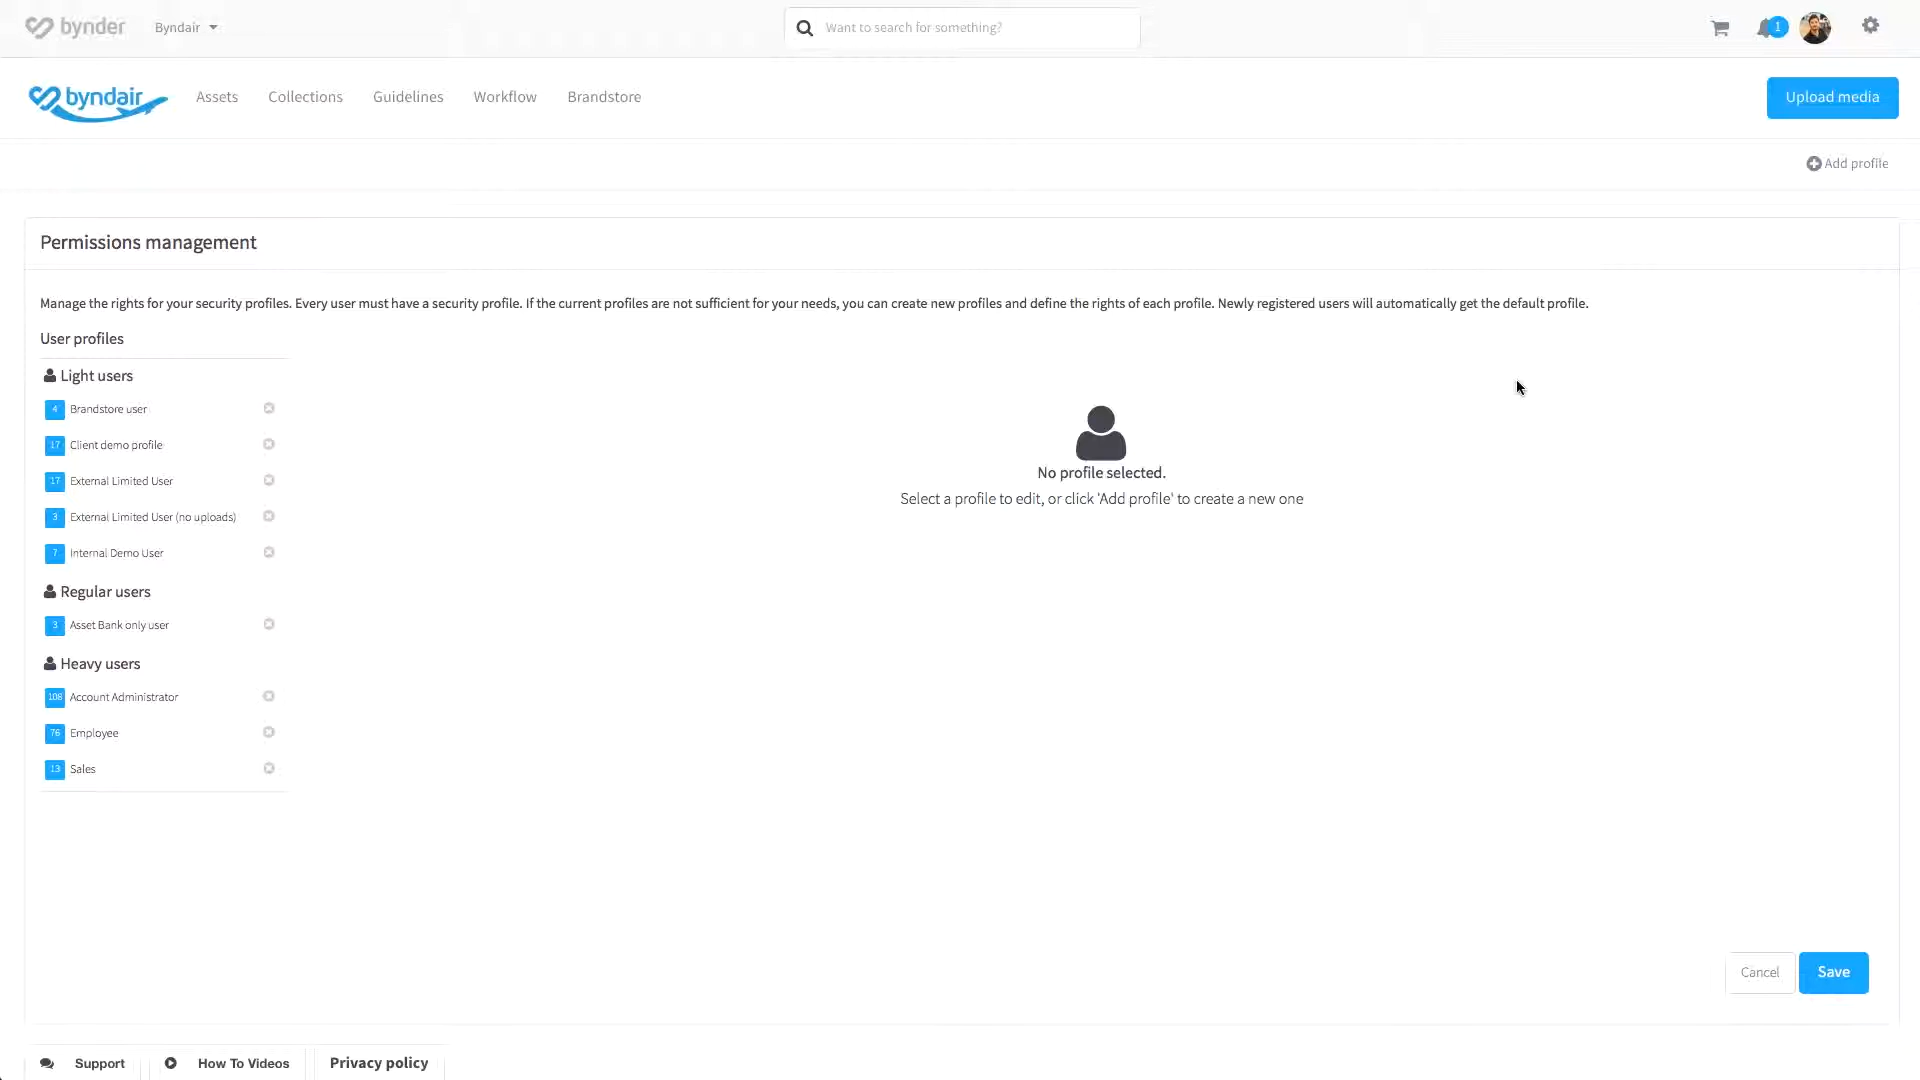 bynder
Byndair
Want to search for something?
1
byndair
Assets
Collections
Guidelines
Workflow
Brandstore
Upload media
Add profile
Permissions management
Manage the rights for your security profiles. Every user must have a security profile. If the current profiles are not sufficient for your needs, you can create new profiles and define the rights of each profile. Newly registered users will automatically get the default profile.
User profiles
Light users
4 Brandstore user
17 Client demo profile
17 External Limited User
3 External Limited User (no uploads)
7 Internal Demo User
Regular users
3 Asset Bank only user
Heavy users
108 Account Administrator
76 Employee
13 Sales
No profile selected.
Select a profile to edit, or click 'Add profile' to create a new one
Cancel
Save
Support
How To Videos
Privacy policy